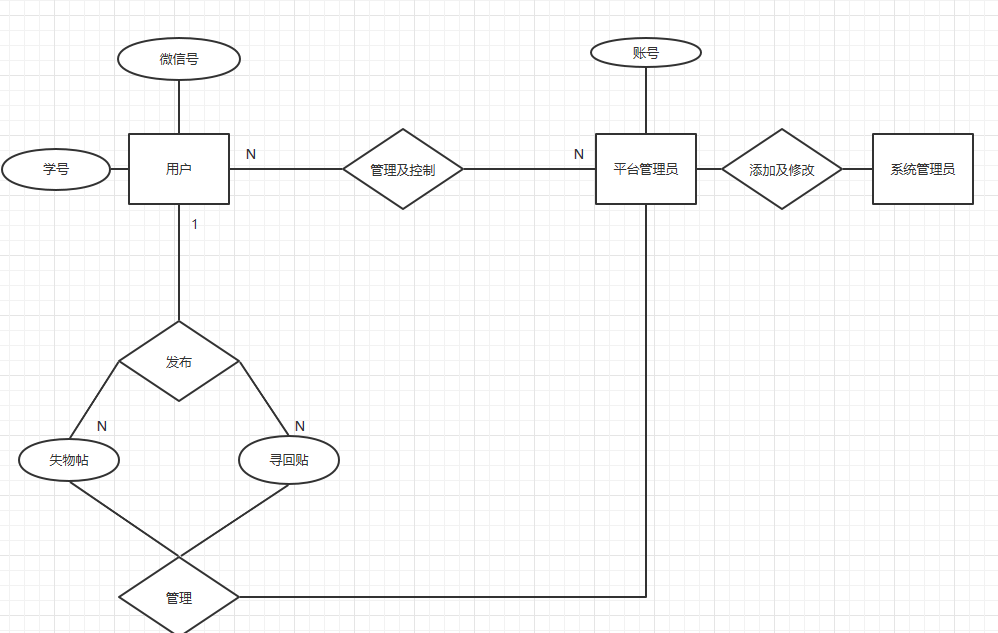 微信号
账号
学号
用户
N
管理及控制
N
平台管理员
添加及修改
系统管理员
1
发布
N
N
失物帖
寻回贴
管理